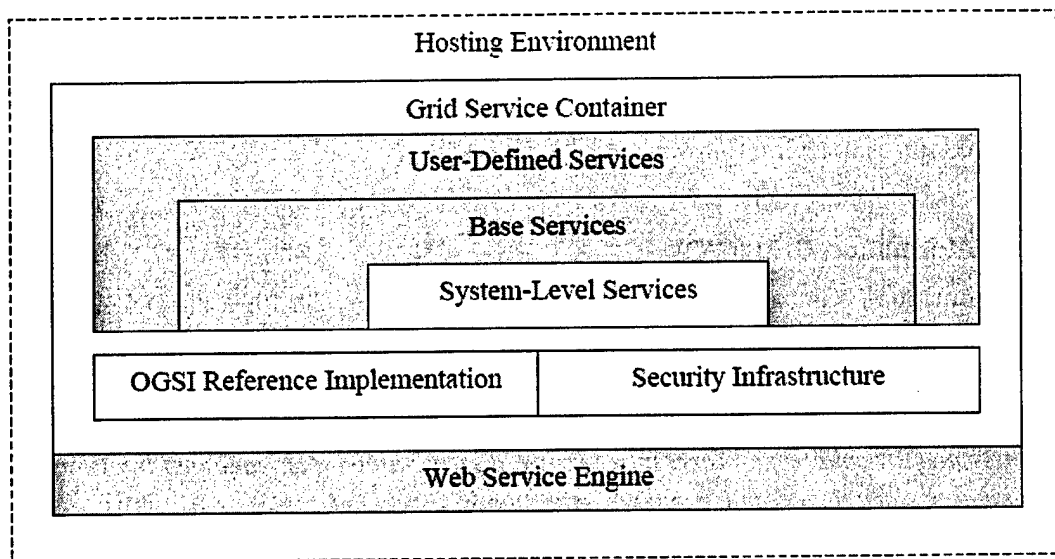 Hosting Environment
Grid Service Container
User-Defined Services
Base Services
System-Level Services
OGSI Reference Implementation
Security Infrastructure
Web Service Engine